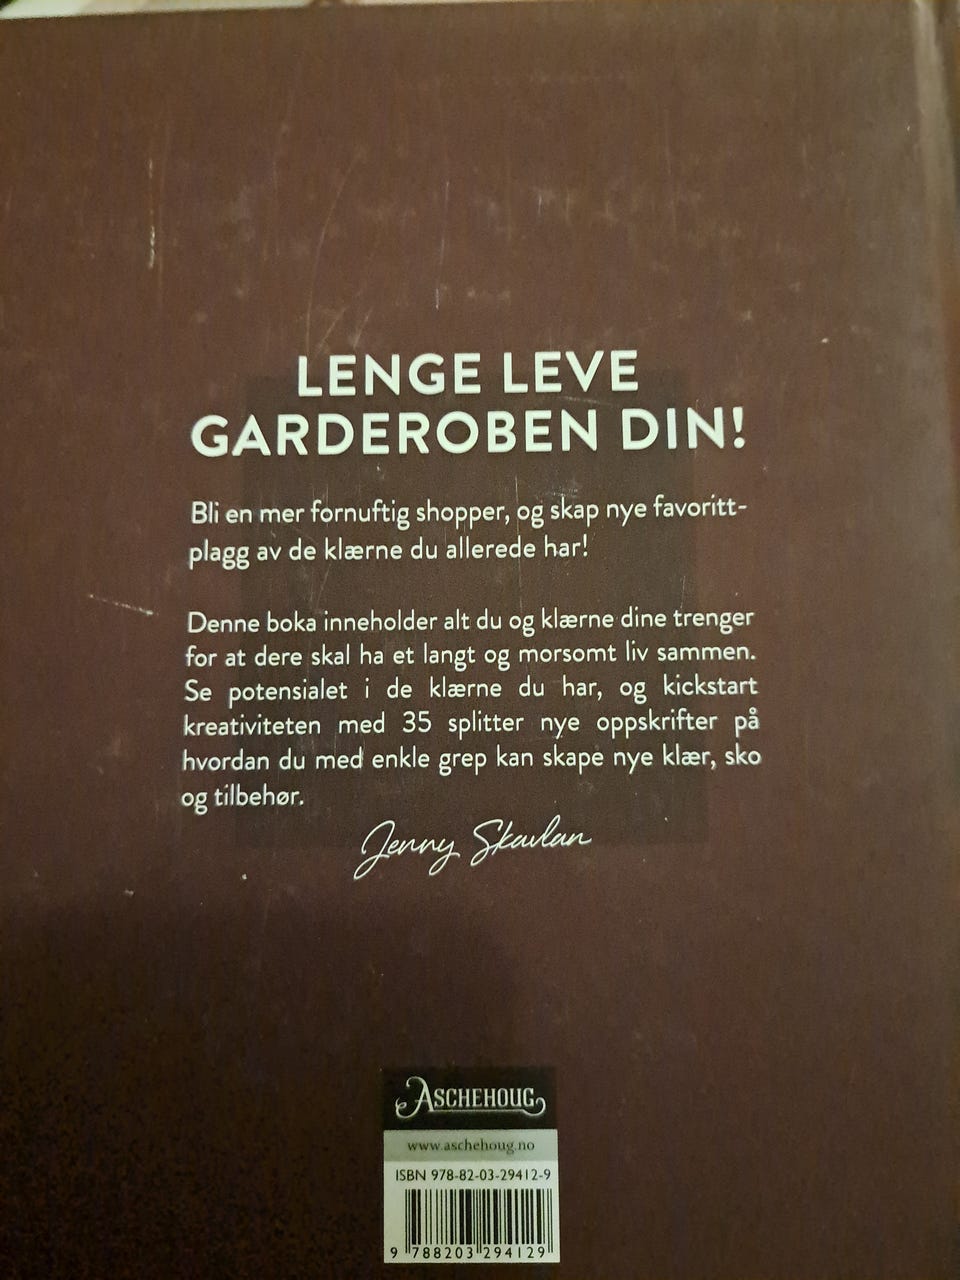 LENGE LEVE
GARDEROBEN DIN!
Bli en mer fornuftig shopper, og skap nye favoritt-
plagg av de klærne du allerede har!
Denne boka inneholder alt du og klærne dine trenger
for at dere skal ha et langt og morsomt liv sammen.
Se potensialet i de klærne du har, og kickstart
kreativiteten med 35 splitter nye oppskrifter på
hvordan du med enkle grep kan skape nye klær, sko
og tilbehør.
Jenny Skavlan
ASCHEHOUG
www.aschehoug.no
ISBN 978-82-03-29412-9
9 788203 294129